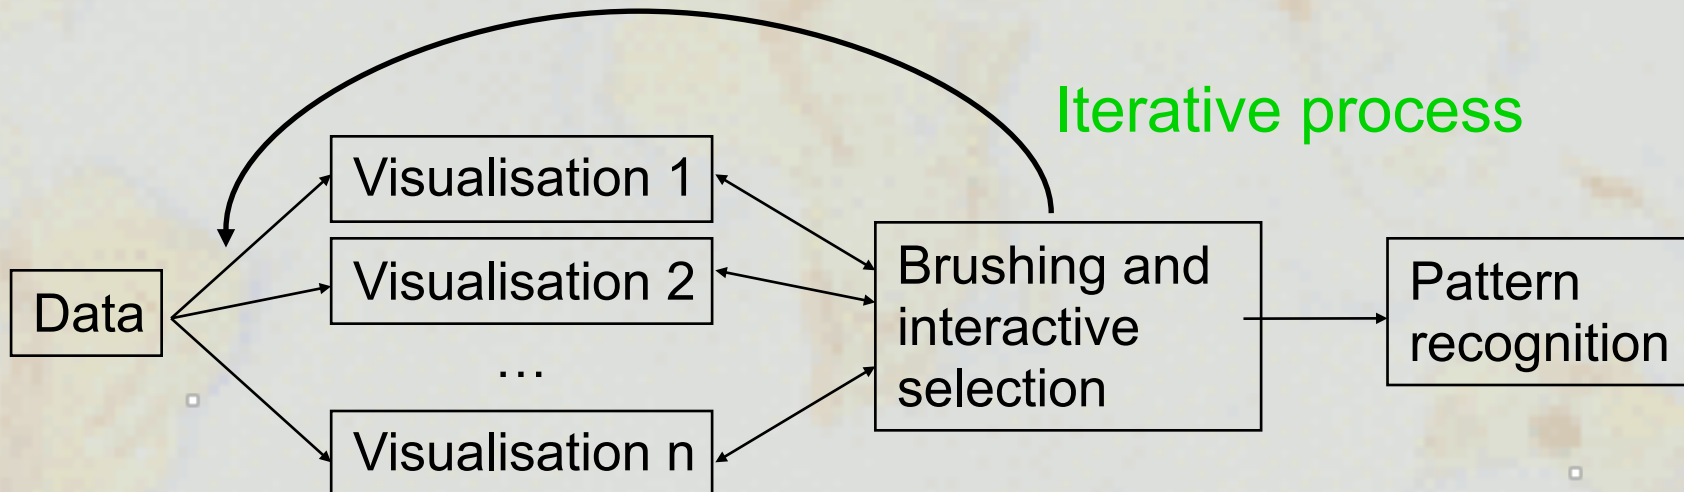 Iterative process
Data
Visualisation 1
Visualisation 2
…
Visualisation n
Brushing and
interactive
selection
Pattern
recognition